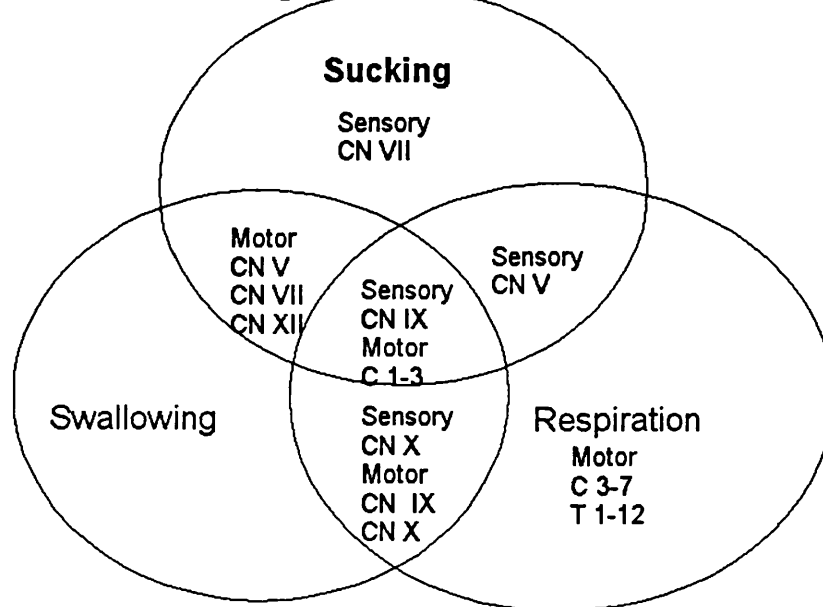 Sucking
Sensory
CN VII
Motor
CN V
CN VII
CN XII
Sensory
CN V
Sensory
CN IX
Motor
C 1-3
Swallowing
Sensory
CN X
Motor
CN IX
CN X
Respiration
Motor
C 3-7
T 1-12